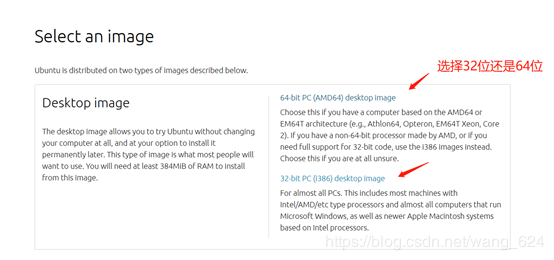 Select an image
选择32位还是64位
Ubuntu is distributed on two types of images described below.
Desktop image
The desktop image allows you to try Ubuntu without changing
your computer at all, and at your option to install it
permanently later. This type of image is what most people will
want to use. You will need at least 384MiB of RAM to install
from this image.
64-bit PC (AMD64) desktop image
Choose this if you have a computer based on the AMD64 or
EM64T architecture (e.g., Athlon64, Opteron, EM64T Xeon, Core
2). If you have a non-64-bit processor made by AMD, or if you
need full support for 32-bit code, use the i386 images instead.
Choose this if you are at all unsure.
32-bit PC (i386) desktop image
For almost all PCs. This includes most machines with
Intel/AMD/etc type processors and almost all computers that run
Microsoft Windows, as well as newer Apple Macintosh systems
based on Intel processors.
https://blog.csdn.net/wang_624